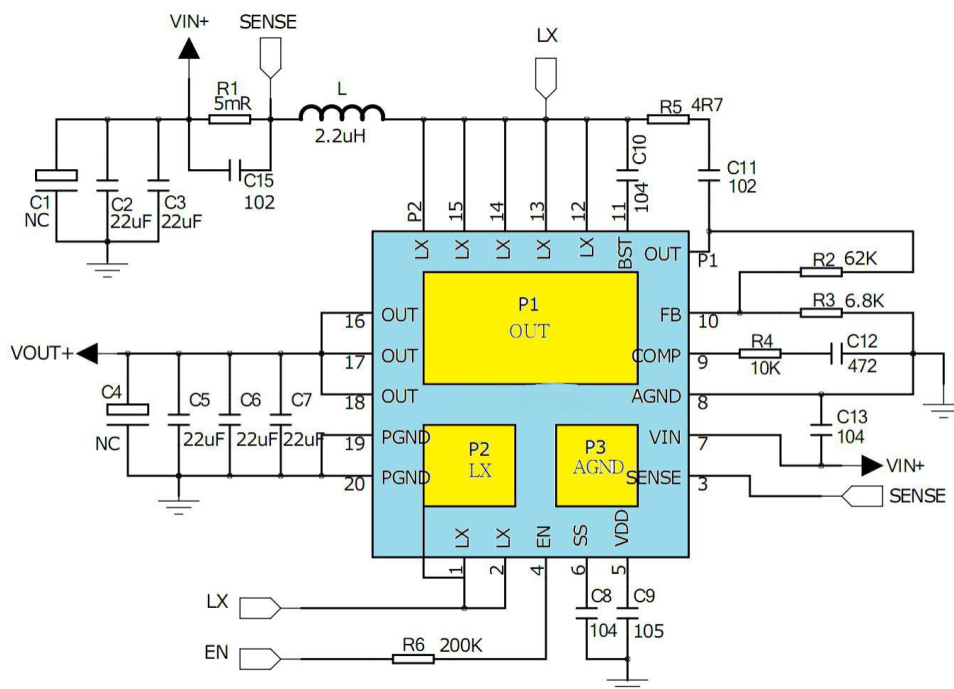 VIN+ SENSE
LX
R1
5mR
L
2.2uH
R5 4R7
C15
102
C10
104
C11
102
C1
NC
C2
22uF
C3
22uF
P2 15 14 13 12 11
LX LX LX LX LX BST
OUT
P1
R2 62K
P1
OUT
R3 6.8K
16 OUT
FB 10
VOUT+
17 OUT
COMP 9
R4
10K
C12
472
18 OUT
AGND 8
C4
NC
C5
22uF
C6
22uF
C7
22uF
19 PGND
VIN 7
C13
104
VIN+
20 PGND
P2
LX
P3
AGND
SENSE 3
SENSE
LX LX EN SS VDD
1 2 4 6 5
C8
104
C9
105
LX
EN
R6 200K